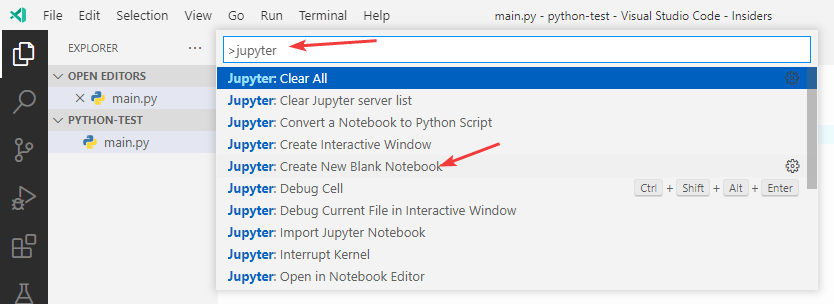 File Edit View Go Run Terminal Help main.py - python-test - Visual Studio Code - Insiders
EXPLORER ...
>jupyter
OPEN EDITORS
main.py
PYTHON-TEST
main.py
Jupyter: Clear All
Jupyter: Clear Jupyter server list
Jupyter: Convert a Notebook to Python Script
Jupyter: Create Interactive Window
Jupyter: Create New Blank Notebook
Jupyter: Debug Cell Ctrl + Shift + Alt + Enter
Jupyter: Debug Current File in Interactive Window
Jupyter: Import Jupyter Notebook
Jupyter: Interrupt Kernel
Jupyter: Open in Notebook Editor